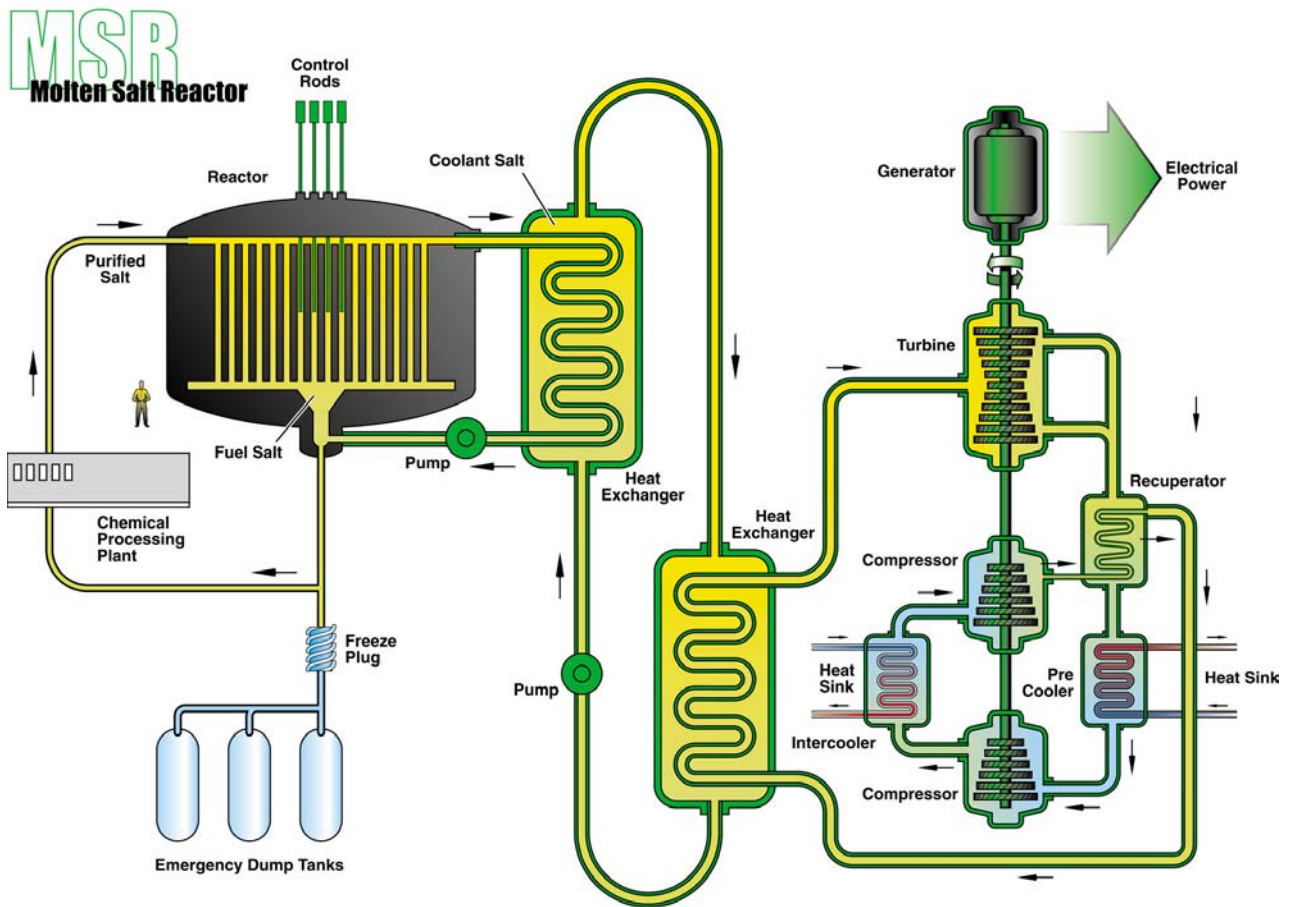 MSR
Molten Salt Reactor
Control
Rods
Reactor
Coolant Salt
Purified
Salt
Fuel Salt
Pump
Heat
Exchanger
Chemical
Processing
Plant
Freeze
Plug
Emergency Dump Tanks
Pump
Heat
Exchanger
Generator
Electrical
Power
Turbine
Recuperator
Compressor
Heat
Sink
Intercooler
Pre
Cooler
Heat Sink
Compressor